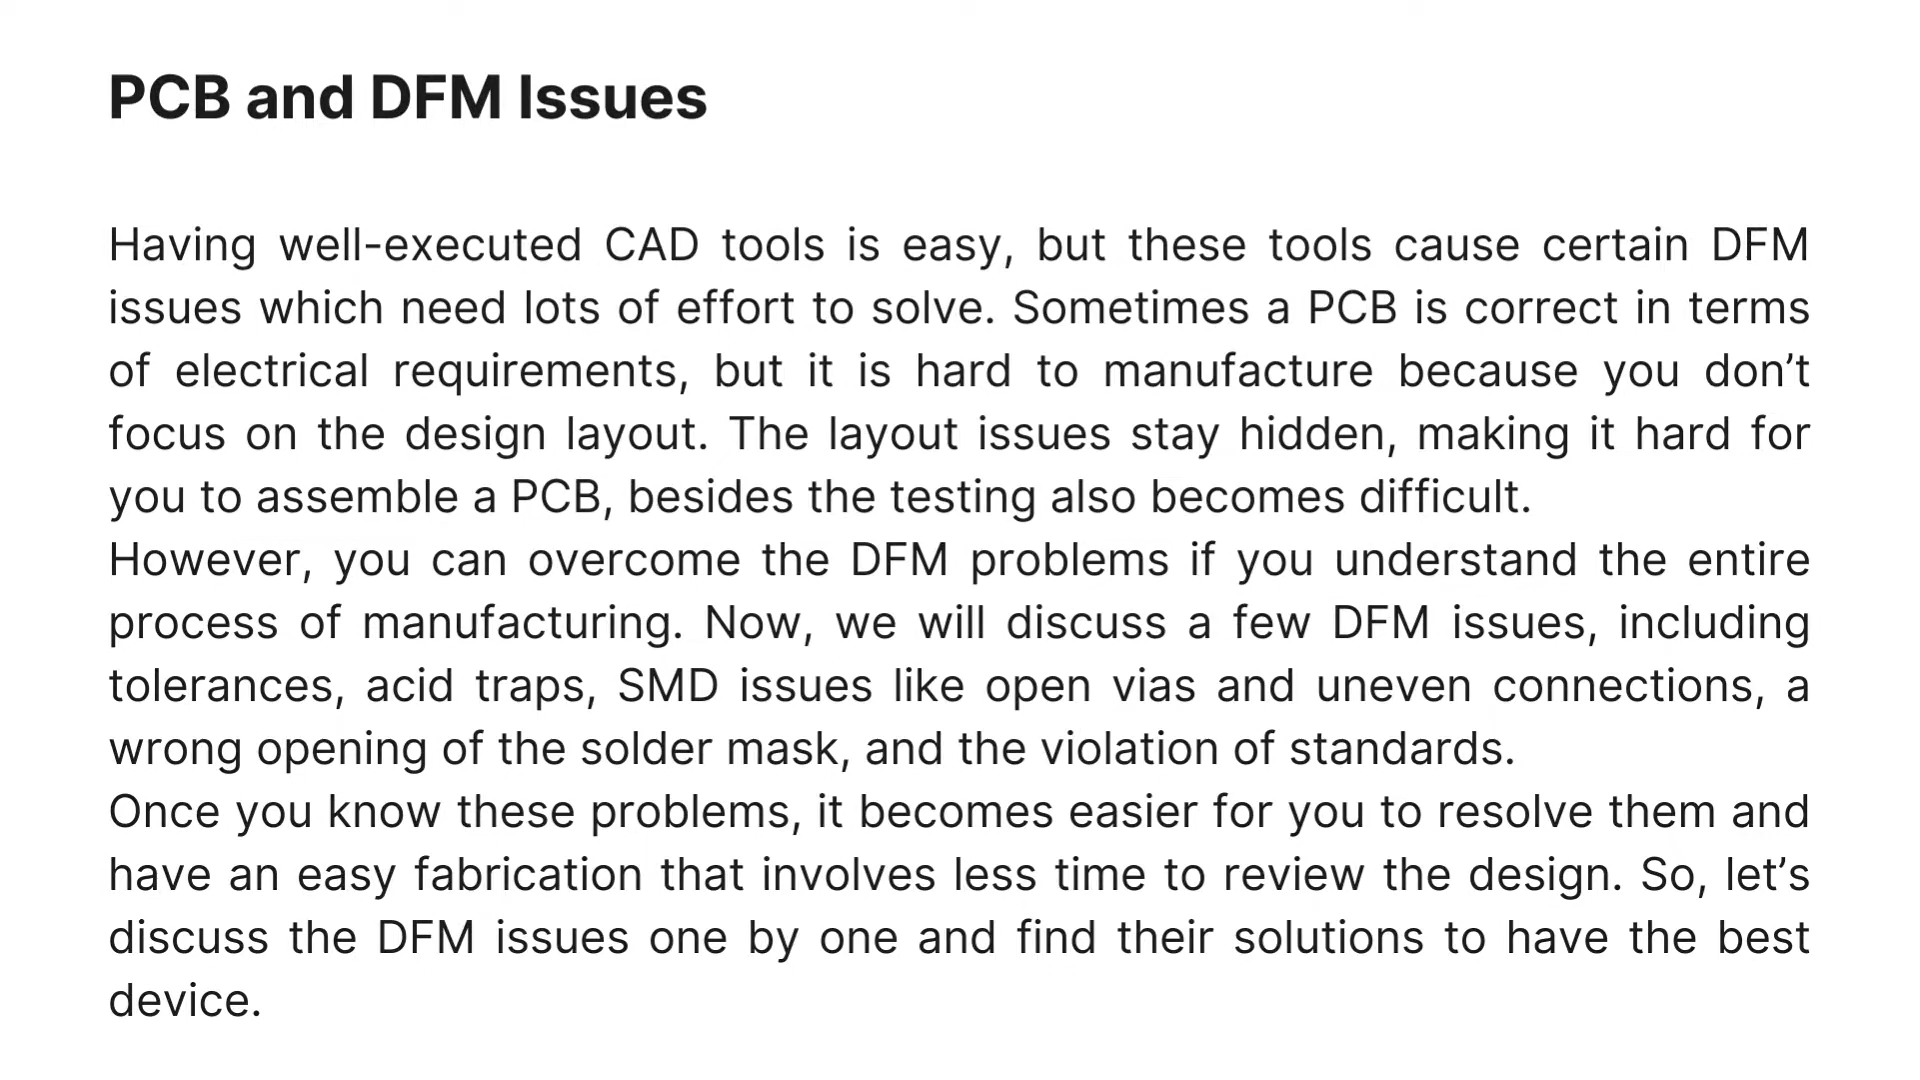 PCB and DFM Issues
Having well-executed CAD tools is easy, but these tools cause certain DFM
issues which need lots of effort to solve. Sometimes a PCB is correct in terms
of electrical requirements, but it is hard to manufacture because you don’t
focus on the design layout. The layout issues stay hidden, making it hard for
you to assemble a PCB, besides the testing also becomes difficult.
However, you can overcome the DFM problems if you understand the entire
process of manufacturing. Now, we will discuss a few DFM issues, including
tolerances, acid traps, SMD issues like open vias and uneven connections, a
wrong opening of the solder mask, and the violation of standards.
Once you know these problems, it becomes easier for you to resolve them and
have an easy fabrication that involves less time to review the design. So, let’s
discuss the DFM issues one by one and find their solutions to have the best
device.